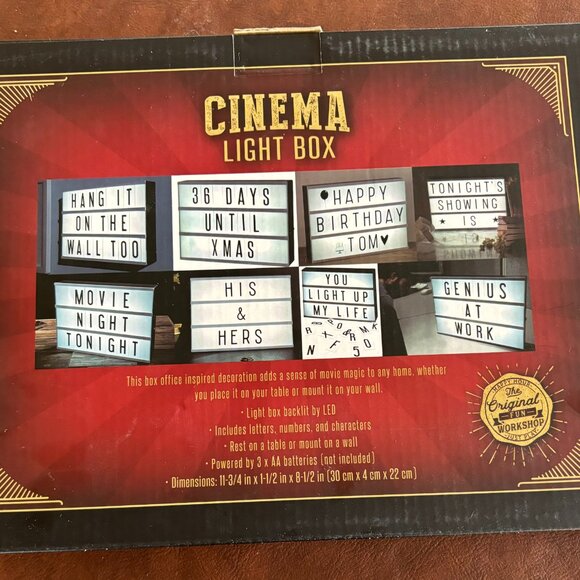 CINEMA
LIGHT BOX
HANG IT
ON THE
WALL TOO
36 DAYS
UNTIL
XMAS
HAPPY
BIRTHDAY
TOM♥
TONIGHT'S
SHOWING
★ IS ★
MOVIE
NIGHT
TONIGHT
HIS
&
HERS
YOU
LIGHT UP
MY LIFE
GENIUS
AT
WORK
This box office inspired decoration adds a sense of movie magic to any home, whether
you place it on your table or mount it on your wall.
• Light box backlit by LED
• Includes letters, numbers, and characters
• Rest on a table or mount on a wall
• Powered by 3 x AA batteries (not included)
• Dimensions: 11-3/4 in x 1-1/2 in x 8-1/2 (30 cm x 4 cm x 22 cm)
HAPPY HOUR
The
Original
FUN
WORKSHOP
JUST PLAY